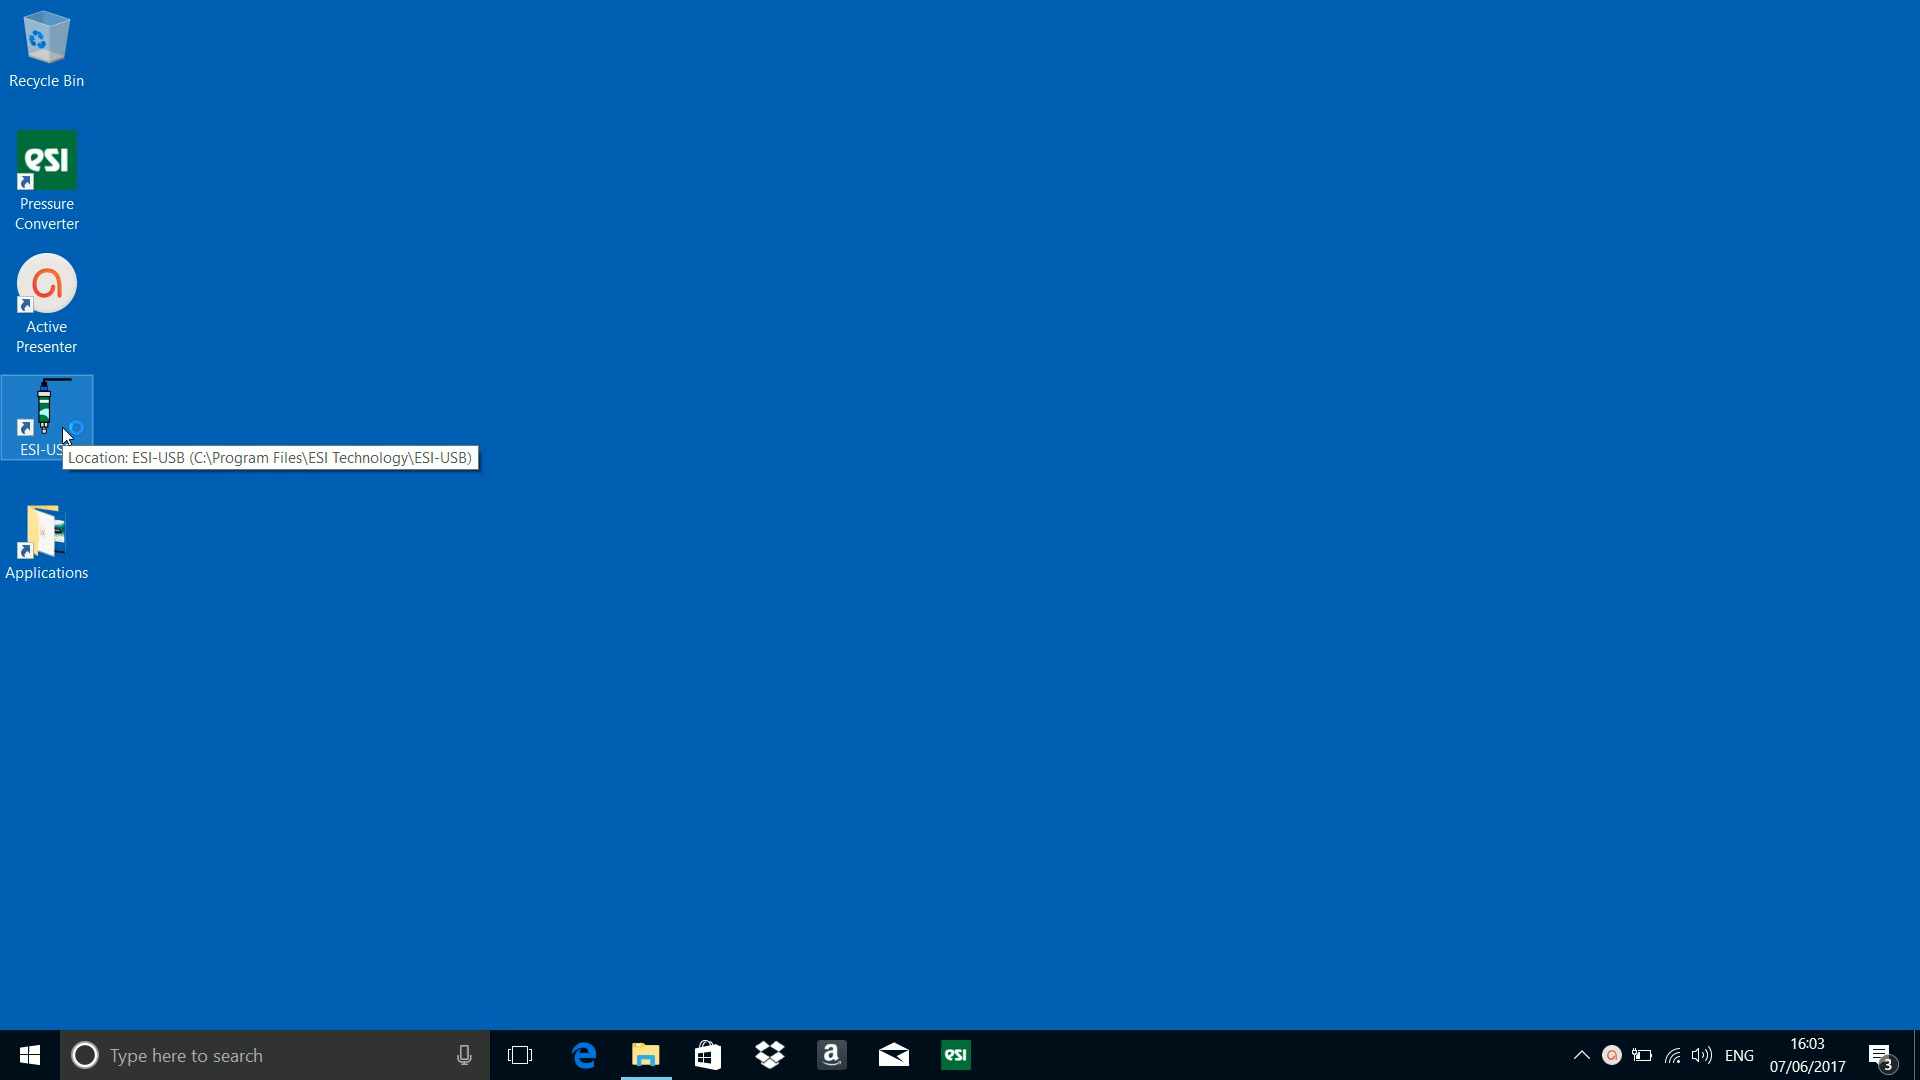 Recycle Bin
esi
Pressure
Converter
Active
Presenter
ESI-US
Location: ESI-USB (C:\Program Files\ESI Technology\ESI-USB)
Applications
Type here to search
a
esi
ENG
16:03
07/06/2017
3